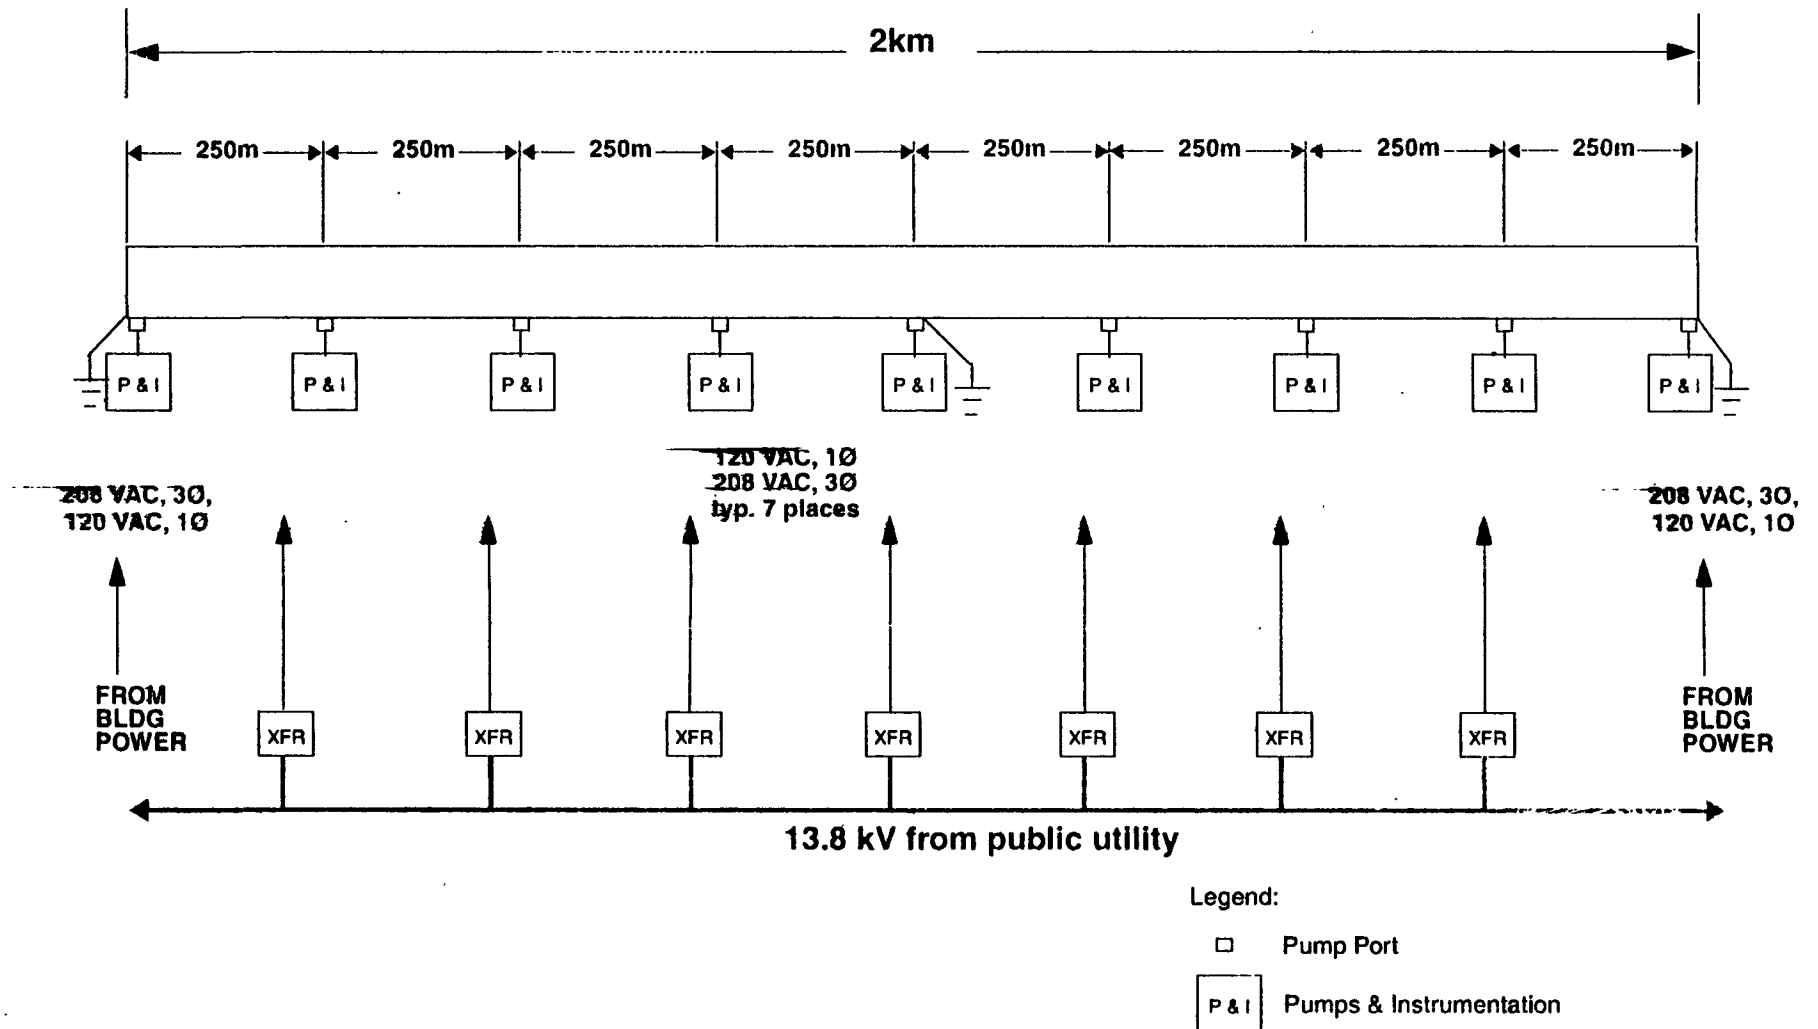 2km
250m 250m 250m 250m 250m 250m 250m 250m
P & I P & I P & I P & I P & I P & I P & I P & I P & I
120 VAC, 1Ø
208 VAC, 3Ø
typ. 7 places
208 VAC, 3Ø,
120 VAC, 1Ø
208 VAC, 3Ø,
120 VAC, 1Ø
FROM
BLDG
POWER
XFR XFR XFR XFR XFR XFR XFR
FROM
BLDG
POWER
13.8 kV from public utility
Legend:
Pump Port
P & I Pumps & Instrumentation